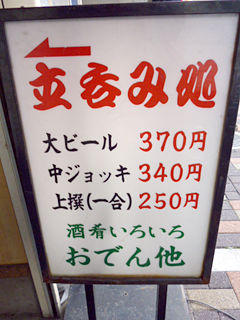 立呑み処
大ビール 370円
中ジョッキ 340円
上撰(一合) 250円
酒肴いろいろ
おでん他